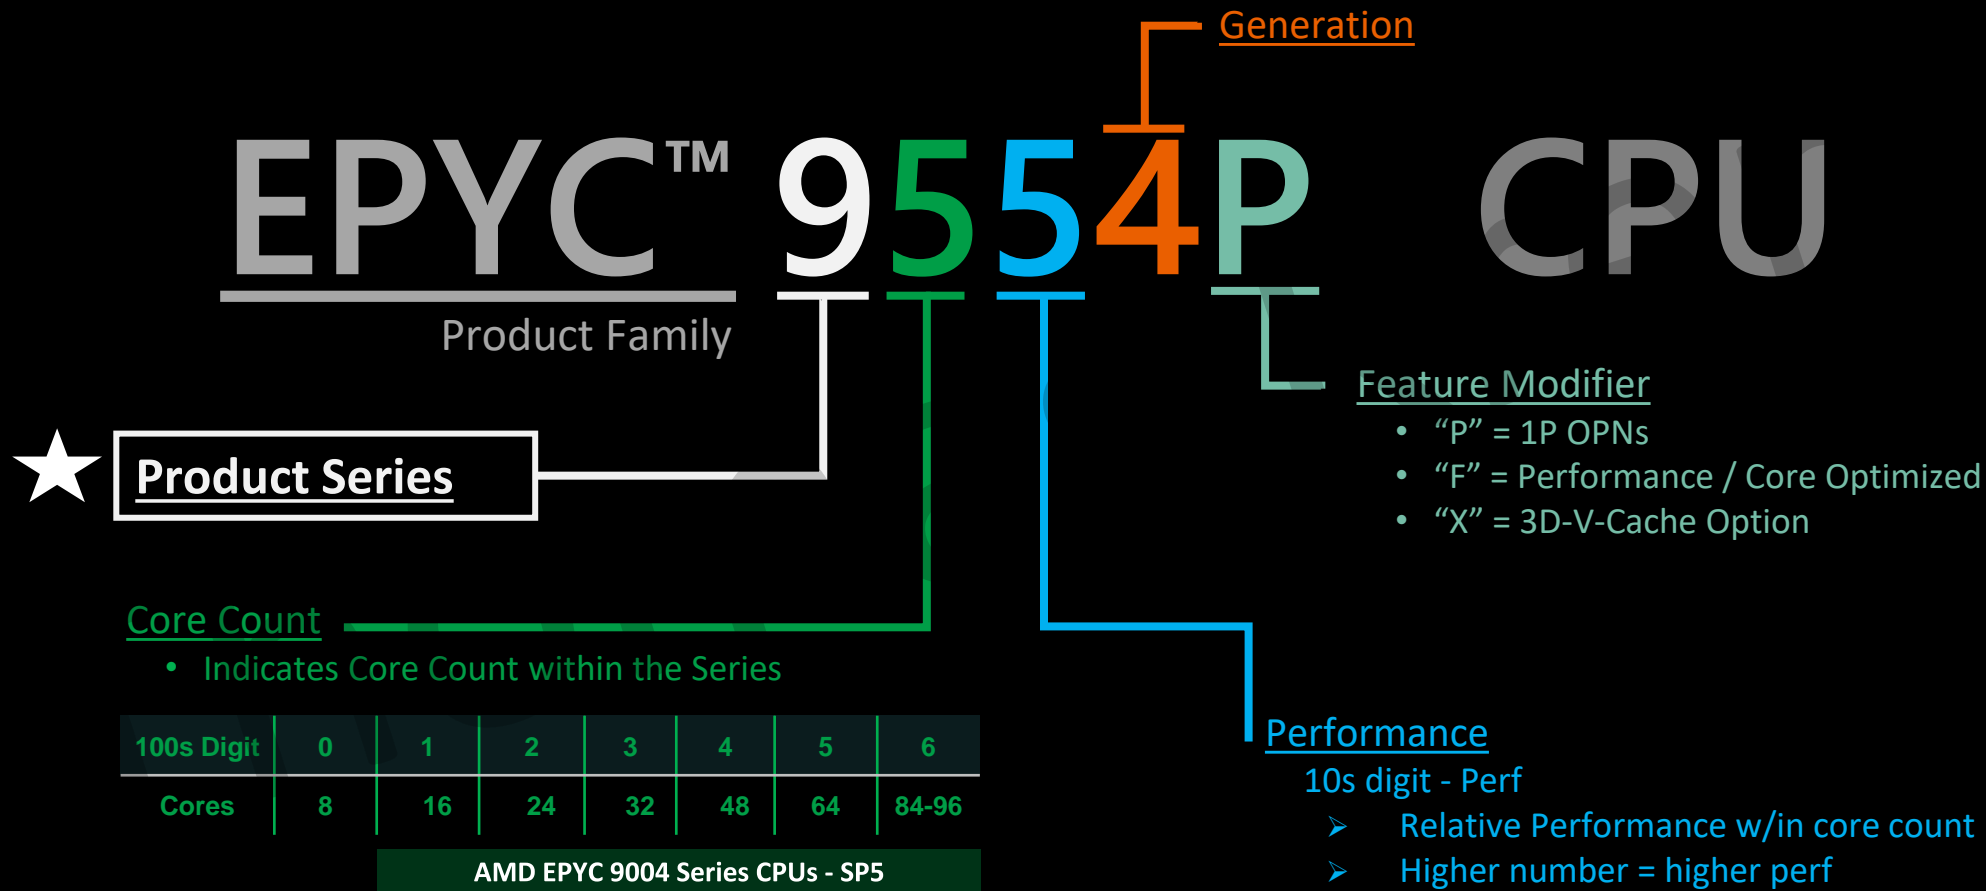 Generation
EPYC™ 9554P CPU
Product Family
Product Series
Feature Modifier
• “P” = 1P OPNs
• “F” = Performance / Core Optimized
• “X” = 3D-V-Cache Option
Core Count
• Indicates Core Count within the Series
100s Digit 0 1 2 3 4 5 6
Cores 8 16 24 32 48 64 84-96
AMD EPYC 9004 Series CPUs - SP5
Performance
10s digit - Perf
➢ Relative Performance w/in core count
➢ Higher number = higher perf